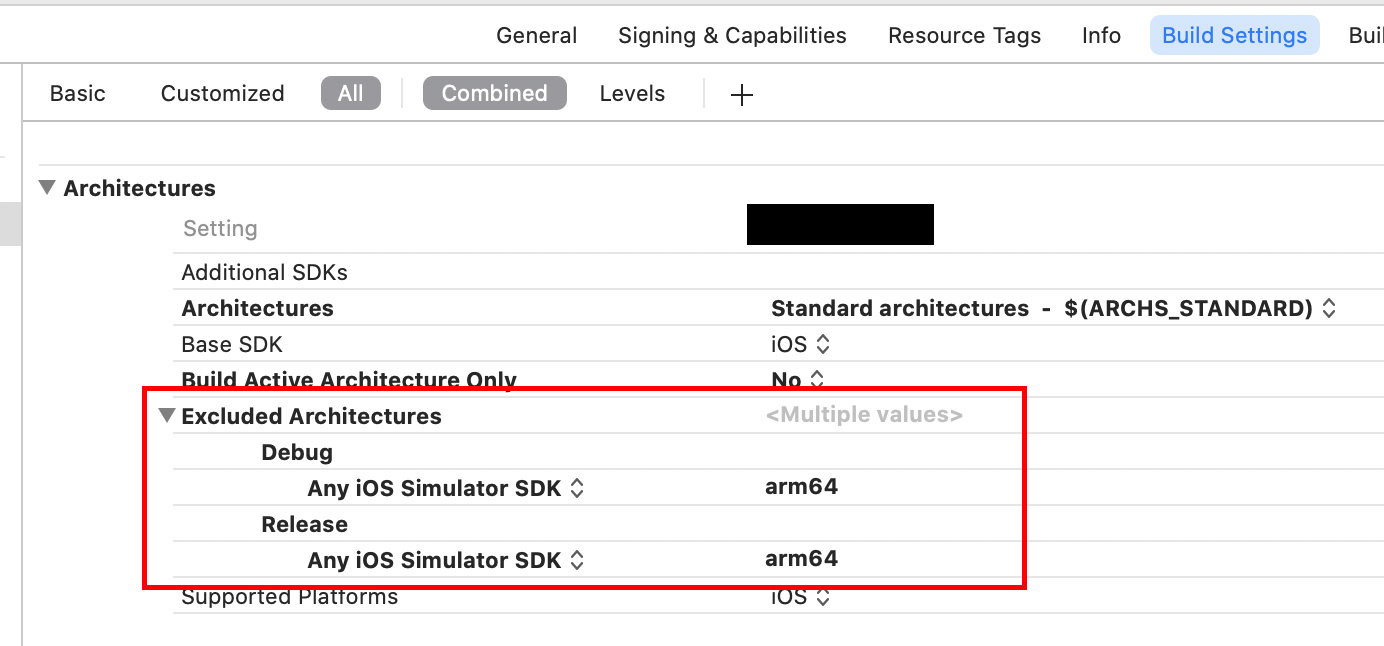 General Signing & Capabilities Resource Tags Info Build Settings
Basic Customized All Combined Levels
Architectures
Setting
Additional SDKs
Architectures Standard architectures - $(ARCHS_STANDARD)
Base SDK iOS
Build Active Architecture Only No
Excluded Architectures <Multiple values>
Debug
Any iOS Simulator SDK arm64
Release
Any iOS Simulator SDK arm64
Supported Platforms iOS